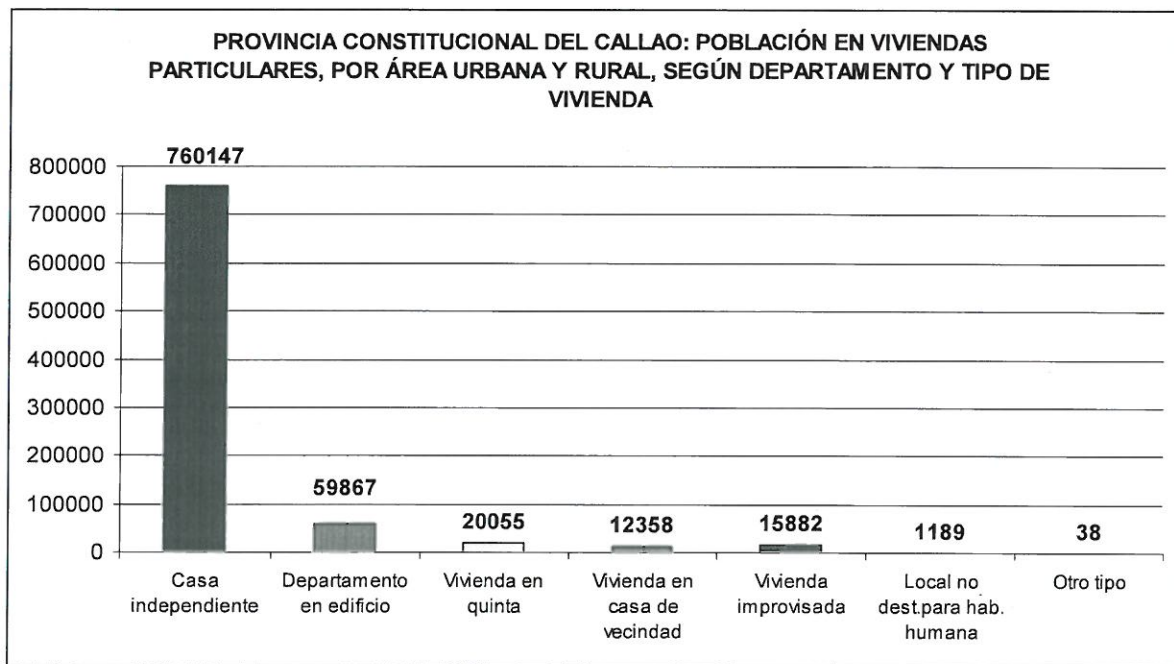 PROVINCIA CONSTITUCIONAL DEL CALLAO: POBLACIÓN EN VIVIENDAS
PARTICULARES, POR ÁREA URBANA Y RURAL, SEGÚN DEPARTAMENTO Y TIPO DE
VIVIENDA
760147
800000
700000
600000
500000
400000
300000
200000
100000
0
59867
20055
12358
15882
1189
38
Casa
independiente
Departamento
en edificio
Vivienda en
quinta
Vivienda en
casa de
vecindad
Vivienda
improvisada
Local no
dest.para hab.
humana
Otro tipo